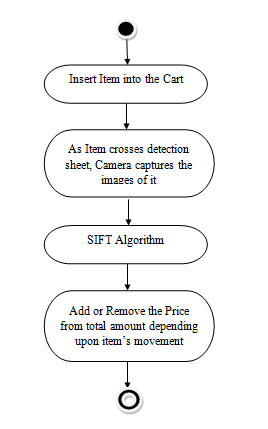 Insert Item into the Cart
As Item crosses detection
sheet, Camera captures the
images of it
SIFT Algorithm
Add or Remove the Price
from total amount depending
upon item's movement